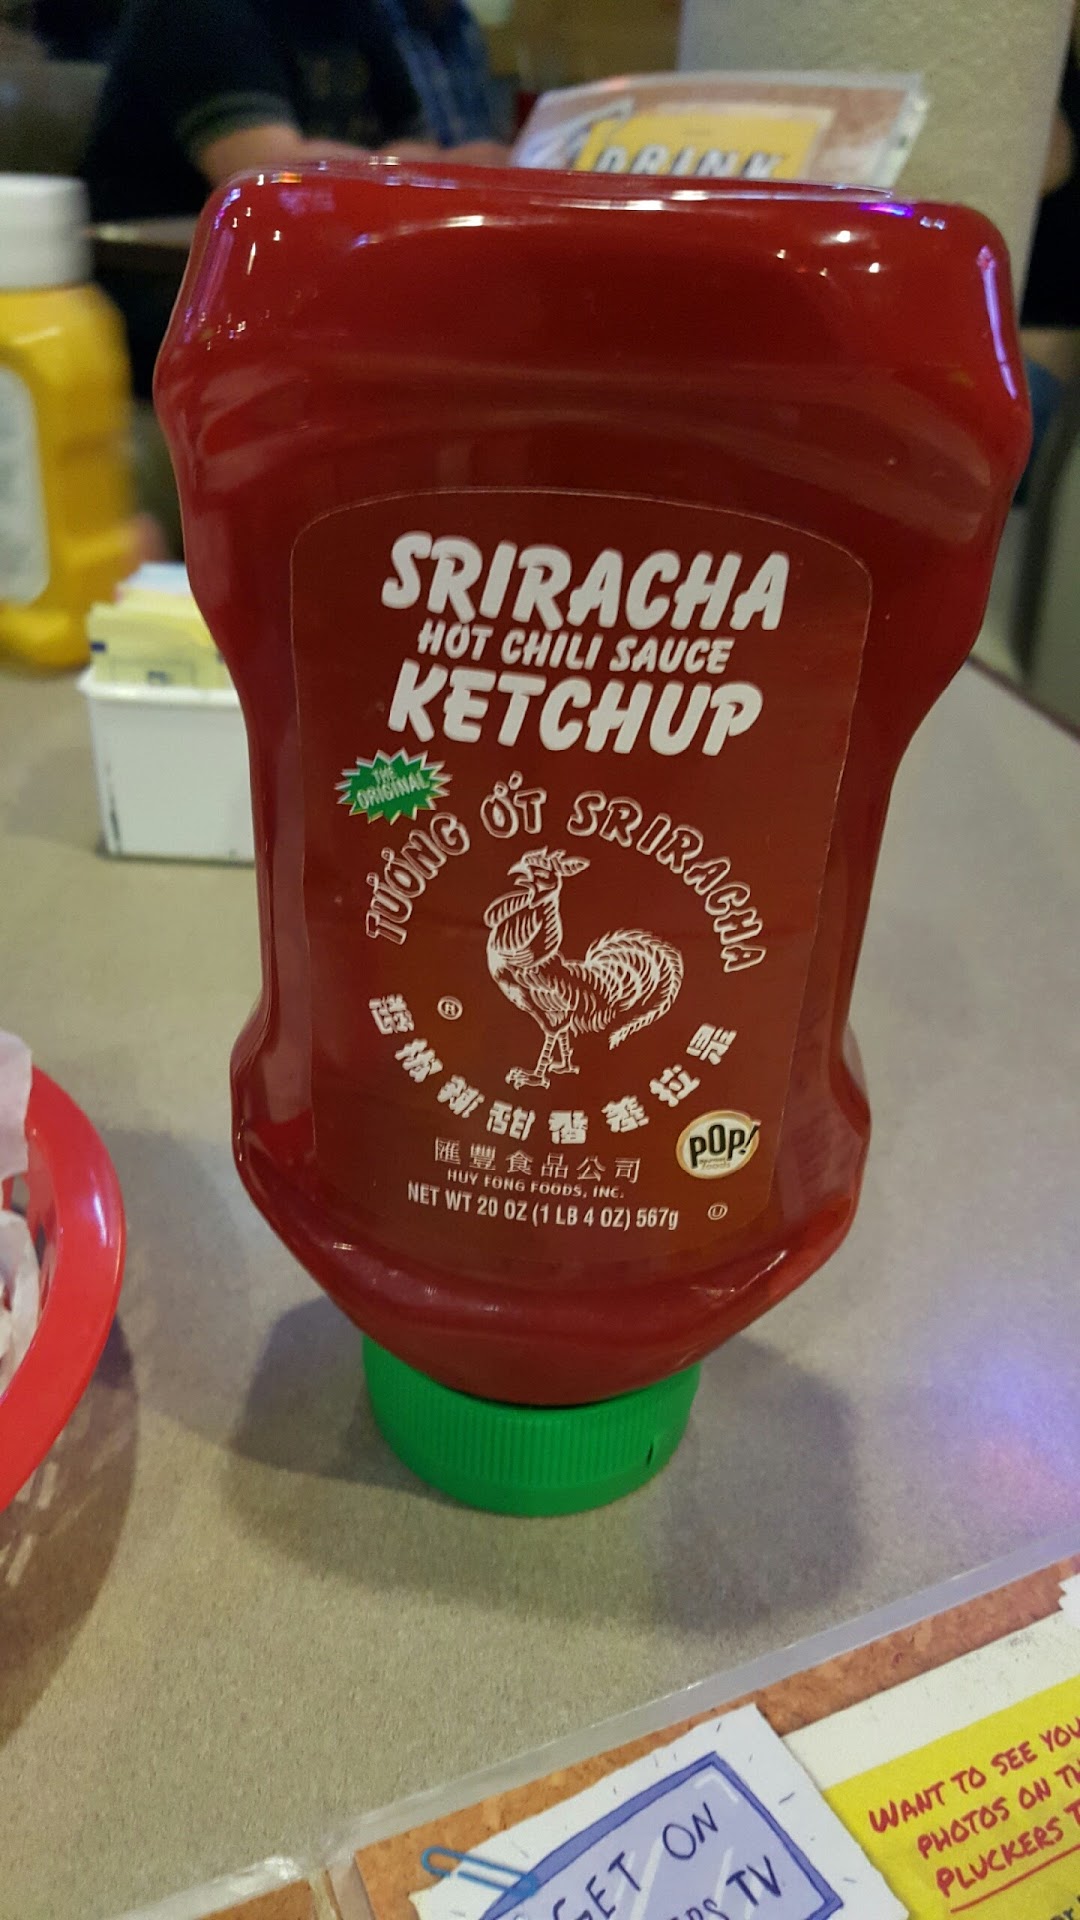 DRINK
SRIRACHA
HOT CHILI SAUCE
KETCHUP
THE
ORIGINAL
TƯƠNG ỚT SRIRACHA
®
匯豐食品公司
HUY FONG FOODS, INC.
NET WT 20 OZ (1 LB 4 OZ) 567g
POP!
WANT TO SEE YOU
PHOTOS ON TH
PLUCKERS T
GET ON
RS TV